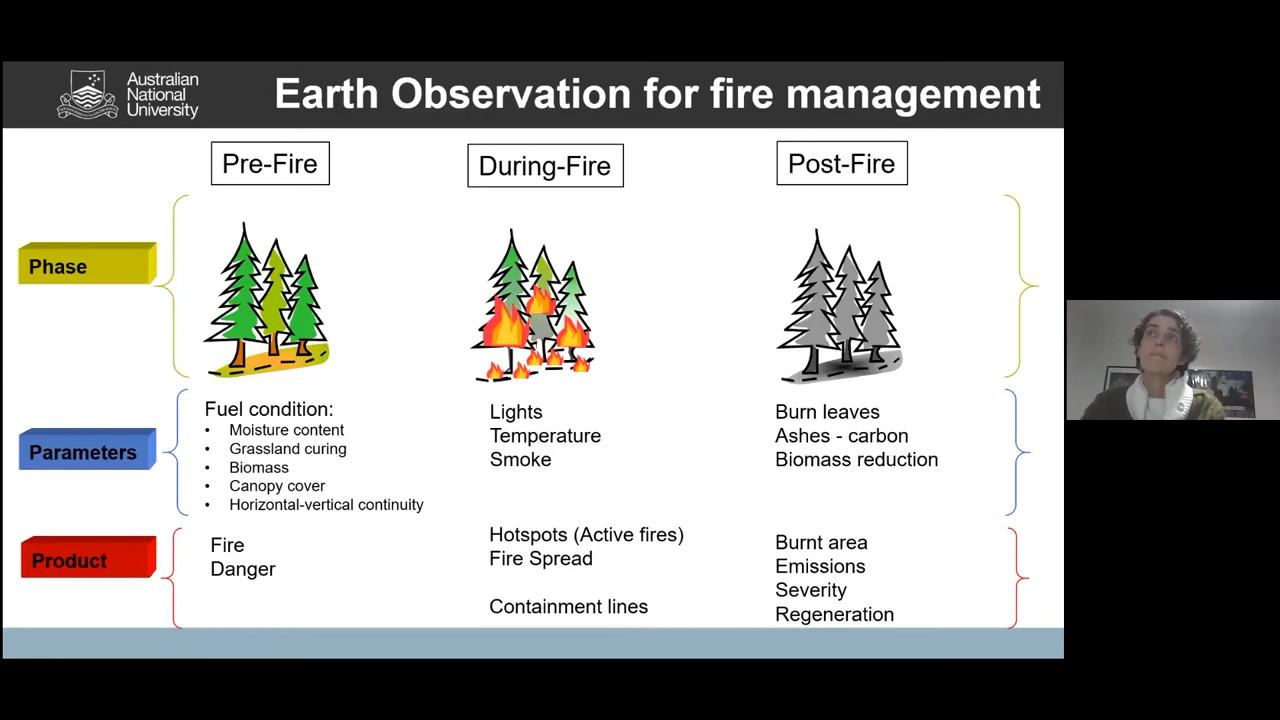 Australian
National
University
Earth Observation for fire management
Pre-Fire
During-Fire
Post-Fire
Phase
Parameters
Fuel condition:
• Moisture content
• Grassland curing
• Biomass
• Canopy cover
• Horizontal-vertical continuity
Lights
Temperature
Smoke
Burn leaves
Ashes - carbon
Biomass reduction
Product
Fire
Danger
Hotspots (Active fires)
Fire Spread
Containment lines
Burnt area
Emissions
Severity
Regeneration